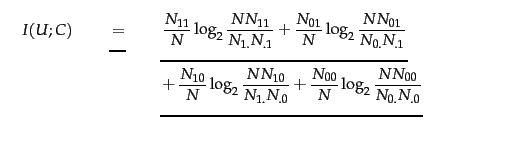 I(U;C) = N₁₁/N log₂ NN₁₁/N₁.N.₁ + N₀₁/N log₂ NN₀₁/N₀.N.₁
+ N₁₀/N log₂ NN₁₀/N₁.N.₀ + N₀₀/N log₂ NN₀₀/N₀.N.₀